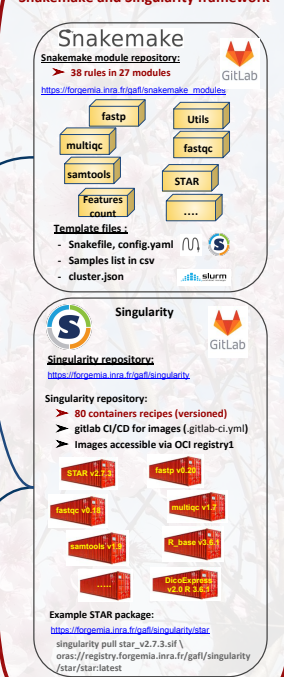 Snakemake and Singularity framework
Snakemake
Snakemake module repository:
➤ 38 rules in 27 modules
GitLab
https://forgemia.inra.fr/gafl/snakemake_modules
fastp
Utils
multiqc
fastqc
samtools
STAR
Features
count
....
Template files :
- Snakefile, config.yaml
- Samples list in csv
- cluster.json
slurm
Singularity
GitLab
Singularity repository:
https://forgemia.inra.fr/gafl/singularity
Singularity repository:
➤ 80 containers recipes (versioned)
➤ gitlab CI/CD for images (.gitlab-ci.yml)
➤ Images accessible via OCI registry1
STAR v2.7.3
fastp v0.20
fastqc v0.18
multiqc v1.7
samtools v1.9
R_base v3.6.1
.....
DicoExpress
v2.0 R 3.6.1
Example STAR package:
https://forgemia.inra.fr/gafl/singularity/star
singularity pull star_v2.7.3.sif \
oras://registry.forgemia.inra.fr/gafl/singularity
/star/star:latest